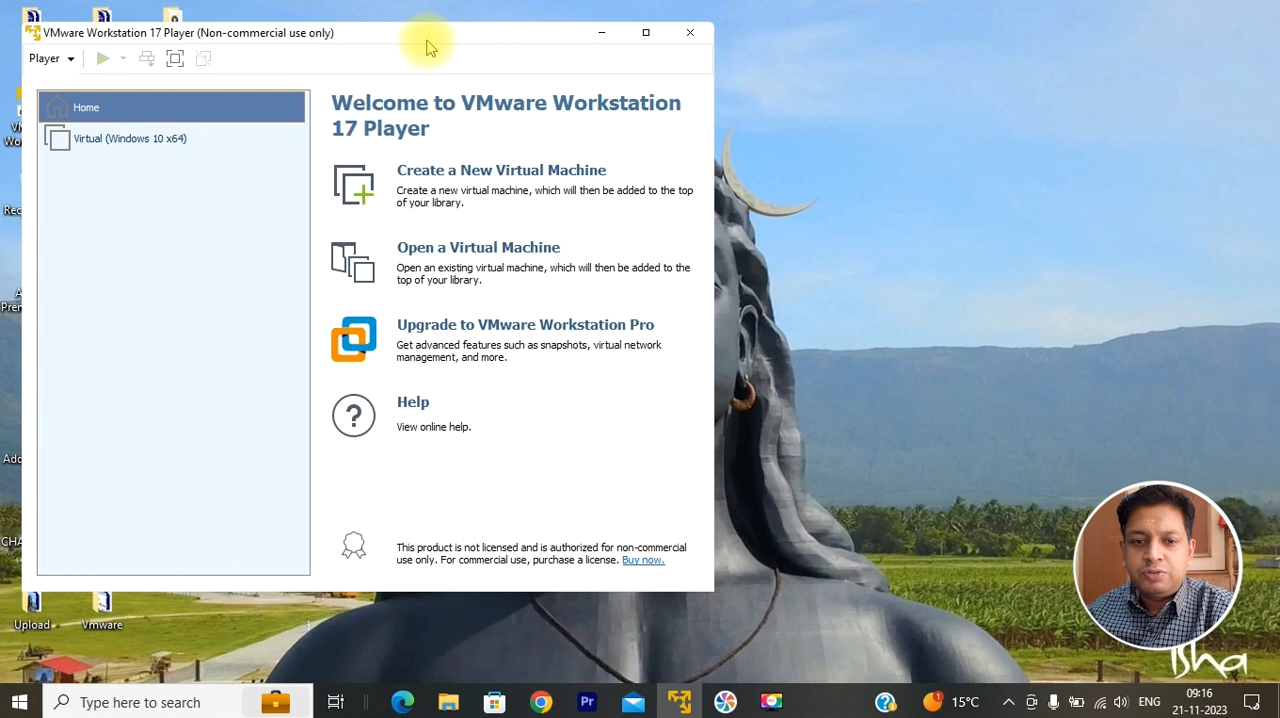 VMware Workstation 17 Player (Non-commercial use only)
Player
Home
Virtual (Windows 10 x64)
Welcome to VMware Workstation
17 Player
Create a New Virtual Machine
Create a new virtual machine, which will then be added to the top
of your library.
Open a Virtual Machine
Open an existing virtual machine, which will then be added to the
top of your library.
Upgrade to VMware Workstation Pro
Get advanced features such as snapshots, virtual network
management, and more.
Help
View online help.
This product is not licensed and is authorized for non-commercial
use only. For commercial use, purchase a license. Buy now.
Upload
Vmware
Isha
Type here to search
Pr
1
15°C
ENG
09:16
21-11-2023